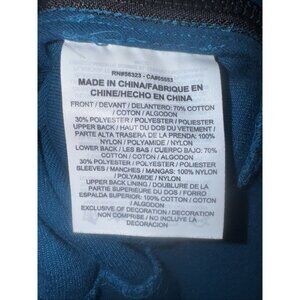 RN#56323 - CA#05553
MADE IN CHINA/FABRIQUE EN
CHINE/HECHO EN CHINA
FRONT / DEVANT / DELANTERO: 70% COTTON
/ COTON / ALGODON
30% POLYESTER / POLYESTER / POLIESTER
UPPER BACK / HAUT DU DOS DU VETEMENT /
PARTE ALTA TRASERA DE LA PRENDA: 100%
NYLON / POLYAMIDE / NYLON
LOWER BACK / LES BAS / CUERPO BAJO: 70%
COTTON / COTON / ALGODON
30% POLYESTER / POLYESTER / POLIESTER
SLEEVES / MANCHES / MANGAS: 100% NYLON /
POLYAMIDE / NYLON
UPPER BACK LINING / DOUBLURE DE LA
PARTIE SUPERIEURE DU DOS / FORRO
ESPALDA SUPERIOR: 100% COTTON / COTON
/ ALGODON
EXCLUSIVE OF DECORATION / DECORATION
NON COMPRISE / NO INCLUYE LA
DECORACION